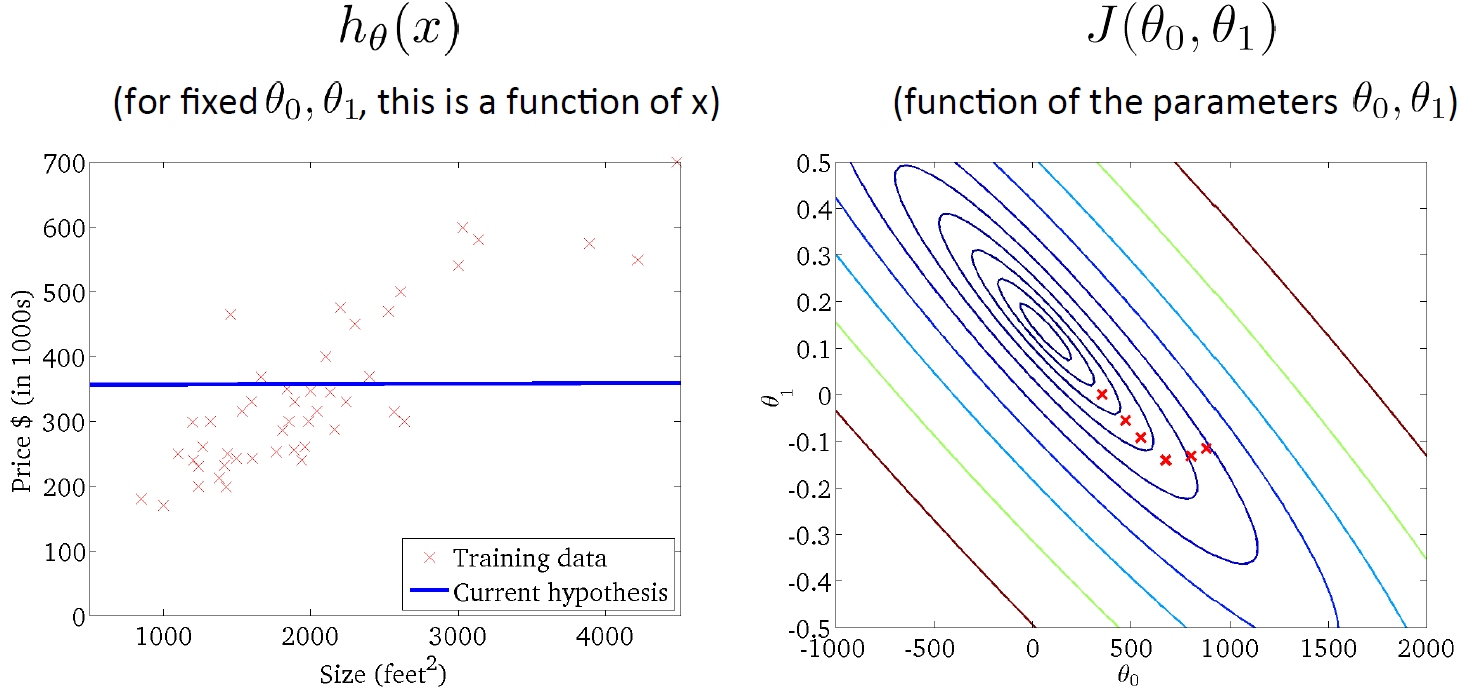 hθ(x)
(for fixed θ0, θ1, this is a function of x)
700
600
500
400
300
200
100
0
1000 2000 3000 4000
Price $ (in 1000s)
Size (feet²)
Training data
Current hypothesis
J(θ0, θ1)
(function of the parameters θ0, θ1)
0.5
0.4
0.3
0.2
0.1
0
-0.1
-0.2
-0.3
-0.4
-0.5
-1000 -500 0 500 1000 1500 2000
θ1
θ0